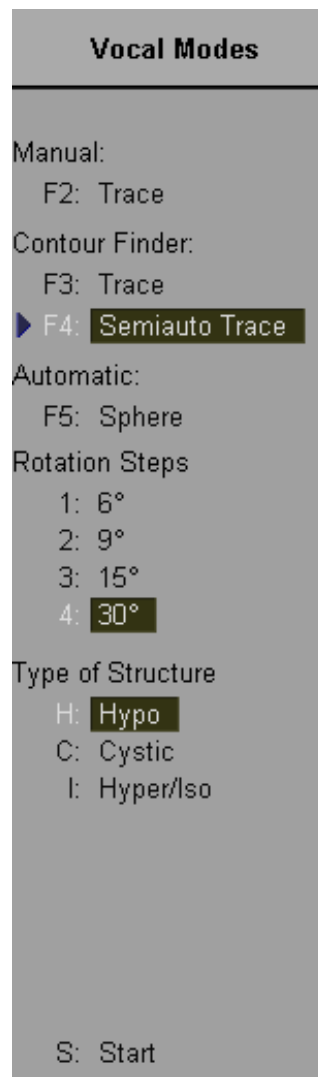 Vocal Modes
Manual:
F2: Trace
Contour Finder:
F3: Trace
F4: Semiauto Trace
Automatic:
F5: Sphere
Rotation Steps
1: 6°
2: 9°
3: 15°
4: 30°
Type of Structure
H: Hypo
C: Cystic
I: Hyper/Iso
S: Start